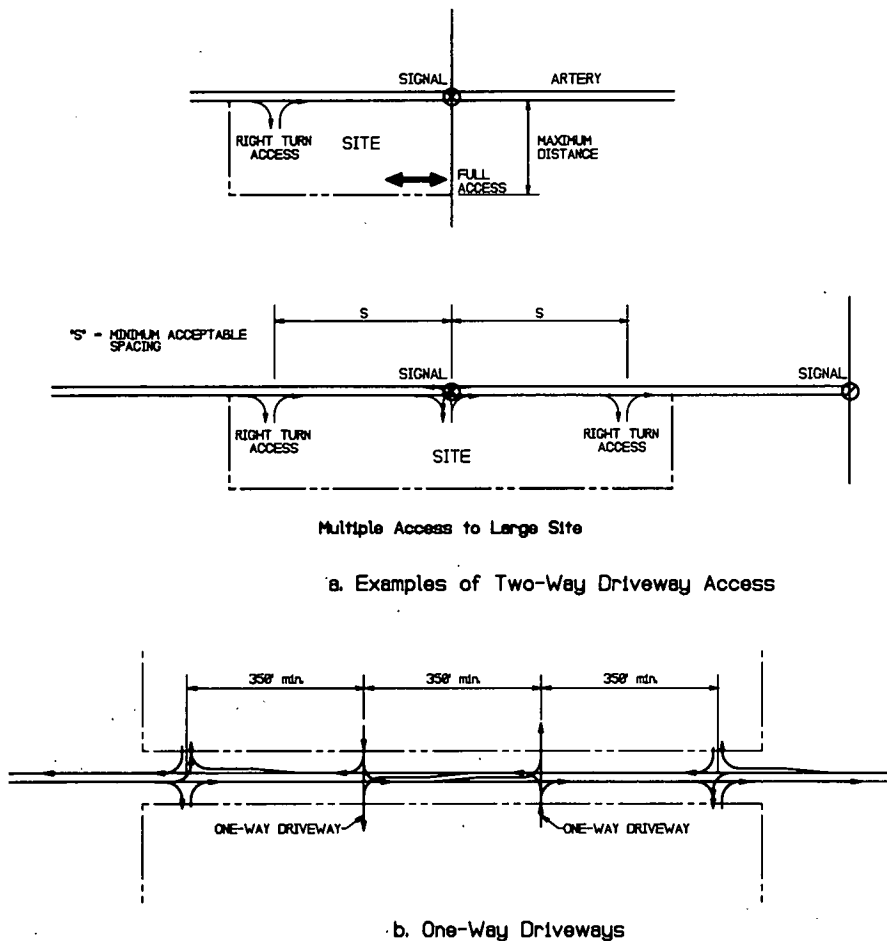 SIGNAL
ARTERY
RIGHT TURN
ACCESS
SITE
MAXIMUM
DISTANCE
FULL
ACCESS
S
S
"S" - MINIMUM ACCEPTABLE
SPACING
SIGNAL
SIGNAL
RIGHT TURN
ACCESS
RIGHT TURN
ACCESS
SITE
Multiple Access to Large Site
a. Examples of Two-Way Driveway Access
350' min.
350' min.
350' min.
ONE-WAY DRIVEWAY
ONE-WAY DRIVEWAY
b. One-Way Driveways